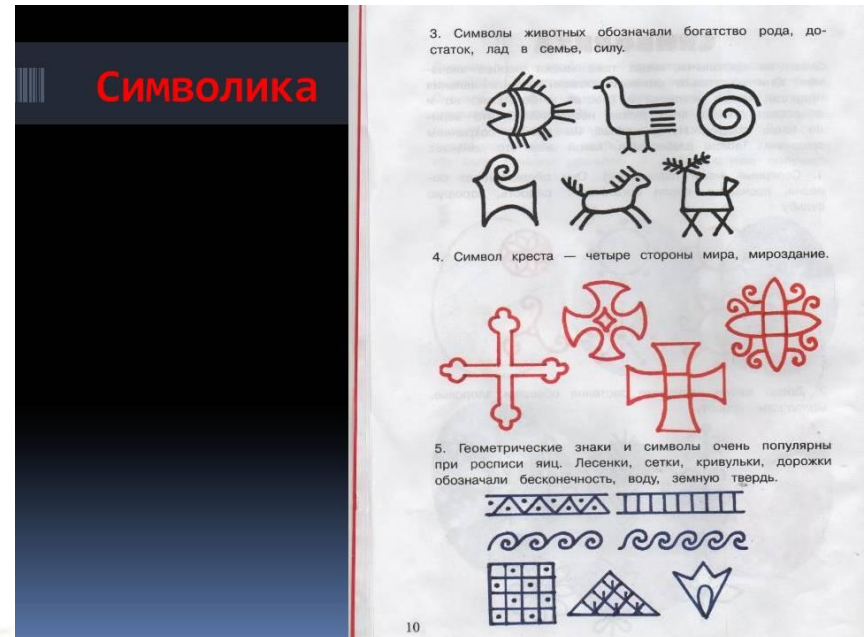 Символика
3. Символы животных обозначали богатство рода, до-
статок, лад в семье, силу.
4. Символ креста — четыре стороны мира, мироздание.
5. Геометрические знаки и символы очень популярны
при росписи яиц. Лесенки, сетки, кривульки, дорожки
обозначали бесконечность, воду, земную твердь.
10